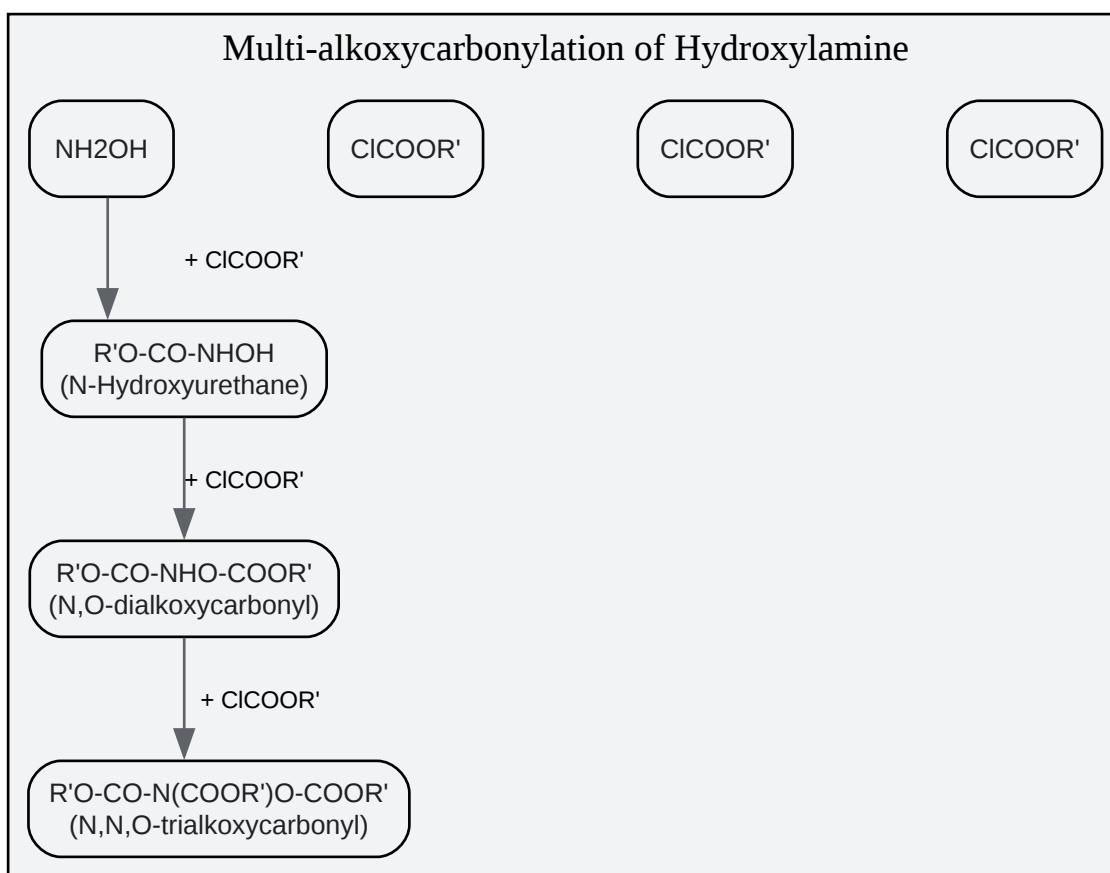 Multi-alkoxycarbonylation of Hydroxylamine
NH2OH
ClCOOR'
ClCOOR'
ClCOOR'
+ ClCOOR'
R'O-CO-NHOH
(N-Hydroxyurethane)
+ ClCOOR'
R'O-CO-NHO-COOR'
(N,O-dialkoxycarbonyl)
+ ClCOOR'
R'O-CO-N(COOR')O-COOR'
(N,N,O-trialkoxycarbonyl)